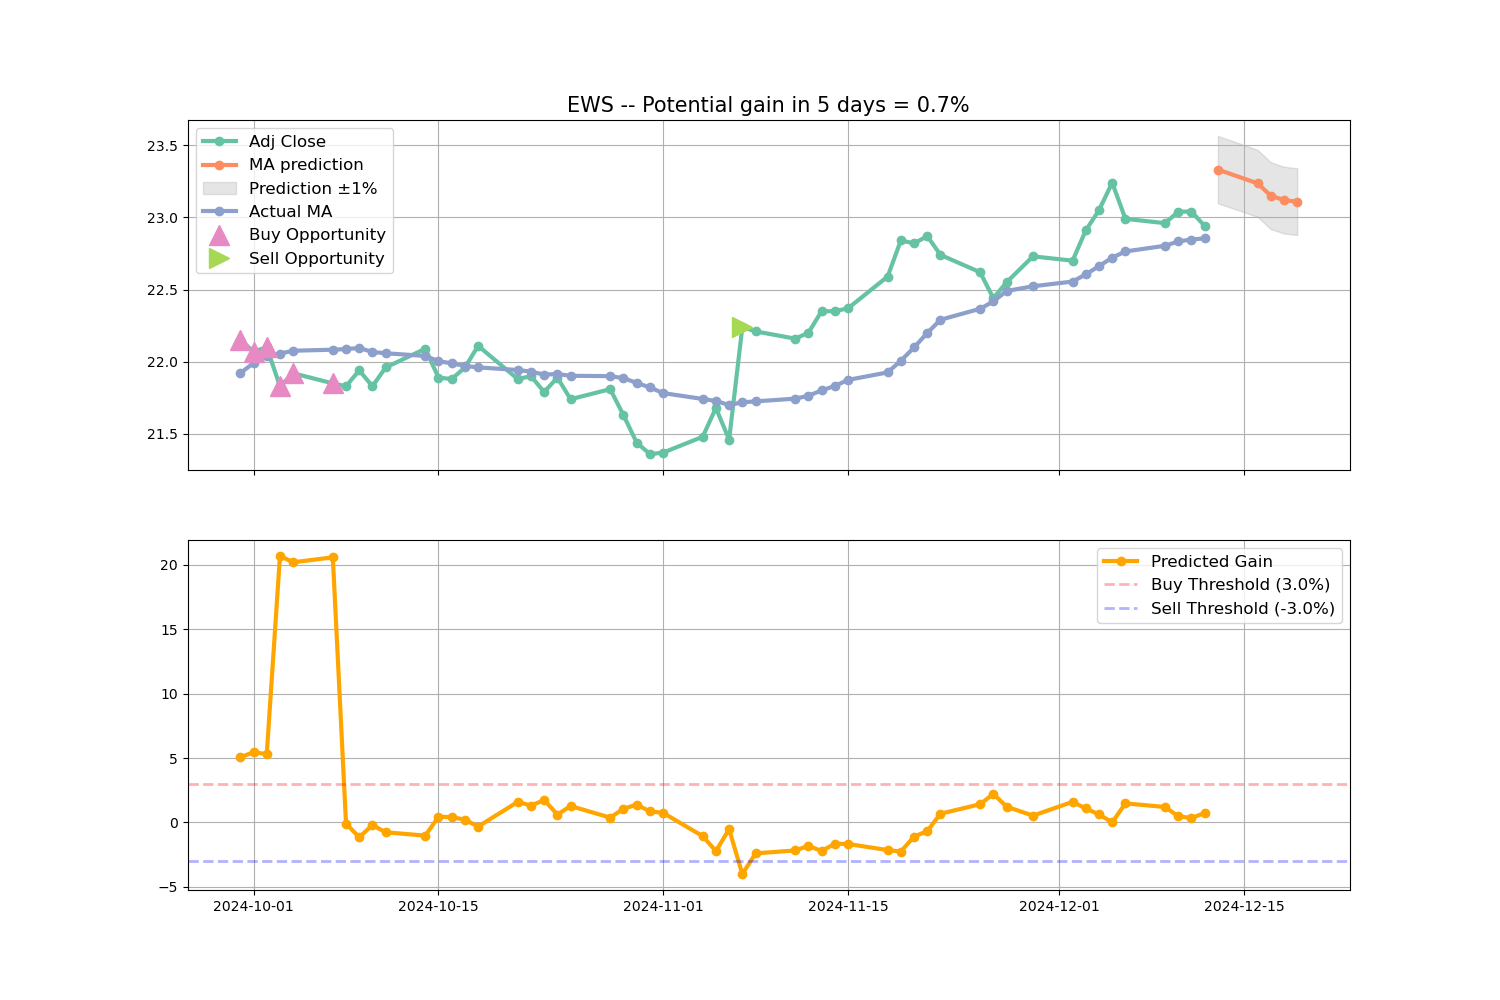 EWS -- Potential gain in 5 days = 0.7%
23.5
23.0
22.5
22.0
21.5
Adj Close
MA prediction
Prediction ±1%
Actual MA
Buy Opportunity
Sell Opportunity
20
15
10
5
0
−5
Predicted Gain
Buy Threshold (3.0%)
Sell Threshold (-3.0%)
2024-10-01
2024-10-15
2024-11-01
2024-11-15
2024-12-01
2024-12-15